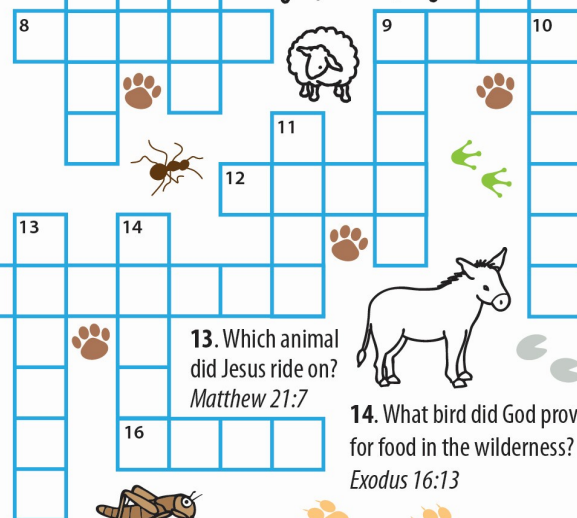 8
9
10
11
12
13
14
13. Which animal
did Jesus ride on?
Matthew 21:7
14. What bird did God prov
for food in the wilderness?
Exodus 16:13
16